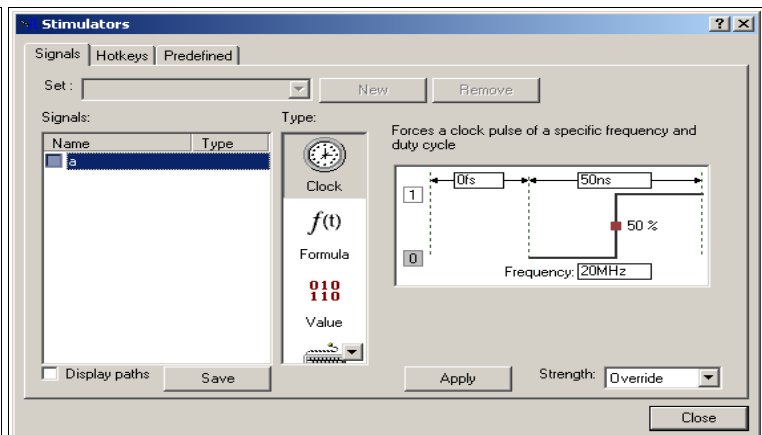 Stimulators
Signals Hotkeys Predefined
Set :
New Remove
Signals:
Type:
Name Type
a
Clock
f(t)
Formula
010
110
Value
Forces a clock pulse of a specific frequency and
duty cycle
0fs 50ns
1
50 %
0
Frequency: 20MHz
Display paths
Save
Apply
Strength: Override
Close